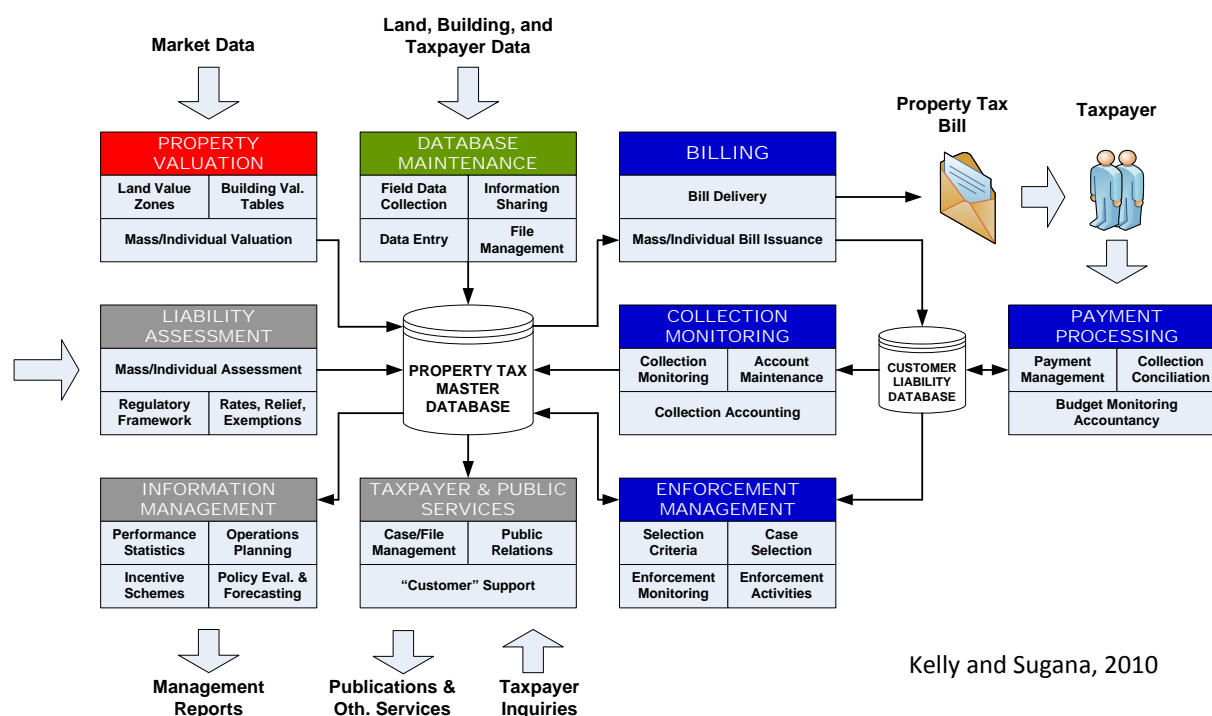 Market Data
Land, Building, and
Taxpayer Data
Property Tax
Bill
Taxpayer
PROPERTY
VALUATION
Land Value
Zones
Building Val.
Tables
Mass/Individual Valuation
DATABASE
MAINTENANCE
Field Data
Collection
Information
Sharing
Data Entry
File
Management
BILLING
Bill Delivery
Mass/Individual Bill Issuance
LIABILITY
ASSESSMENT
Mass/Individual Assessment
Regulatory
Framework
Rates, Relief,
Exemptions
PROPERTY TAX
MASTER
DATABASE
COLLECTION
MONITORING
Collection
Monitoring
Account
Maintenance
Collection Accounting
CUSTOMER
LIABILITY
DATABASE
PAYMENT
PROCESSING
Payment
Management
Collection
Conciliation
Budget Monitoring
Accountancy
INFORMATION
MANAGEMENT
Performance
Statistics
Operations
Planning
Incentive
Schemes
Policy Eval. &
Forecasting
TAXPAYER & PUBLIC
SERVICES
Case/File
Management
Public
Relations
“Customer” Support
ENFORCEMENT
MANAGEMENT
Selection
Criteria
Case
Selection
Enforcement
Monitoring
Enforcement
Activities
Management
Reports
Publications &
Oth. Services
Taxpayer
Inquiries
Kelly and Sugana, 2010